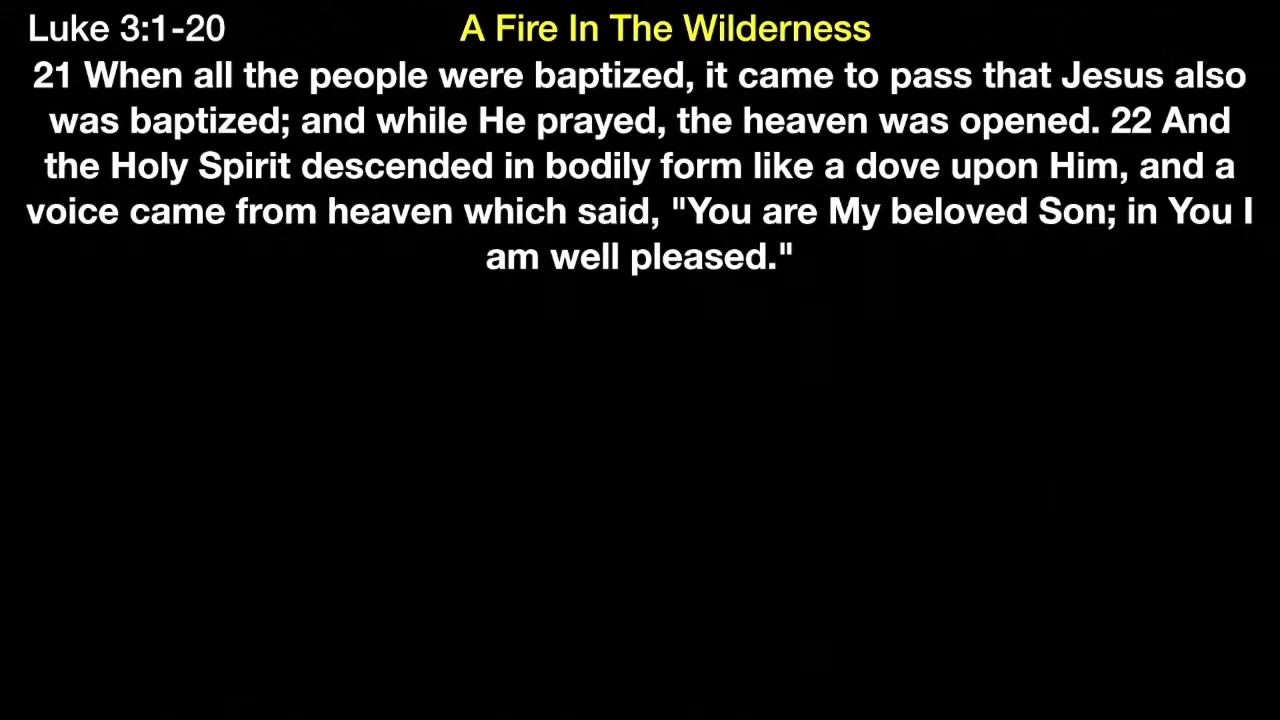 Luke 3:1-20 A Fire In The Wilderness
21 When all the people were baptized, it came to pass that Jesus also
was baptized; and while He prayed, the heaven was opened. 22 And
the Holy Spirit descended in bodily form like a dove upon Him, and a
voice came from heaven which said, "You are My beloved Son; in You I
am well pleased."